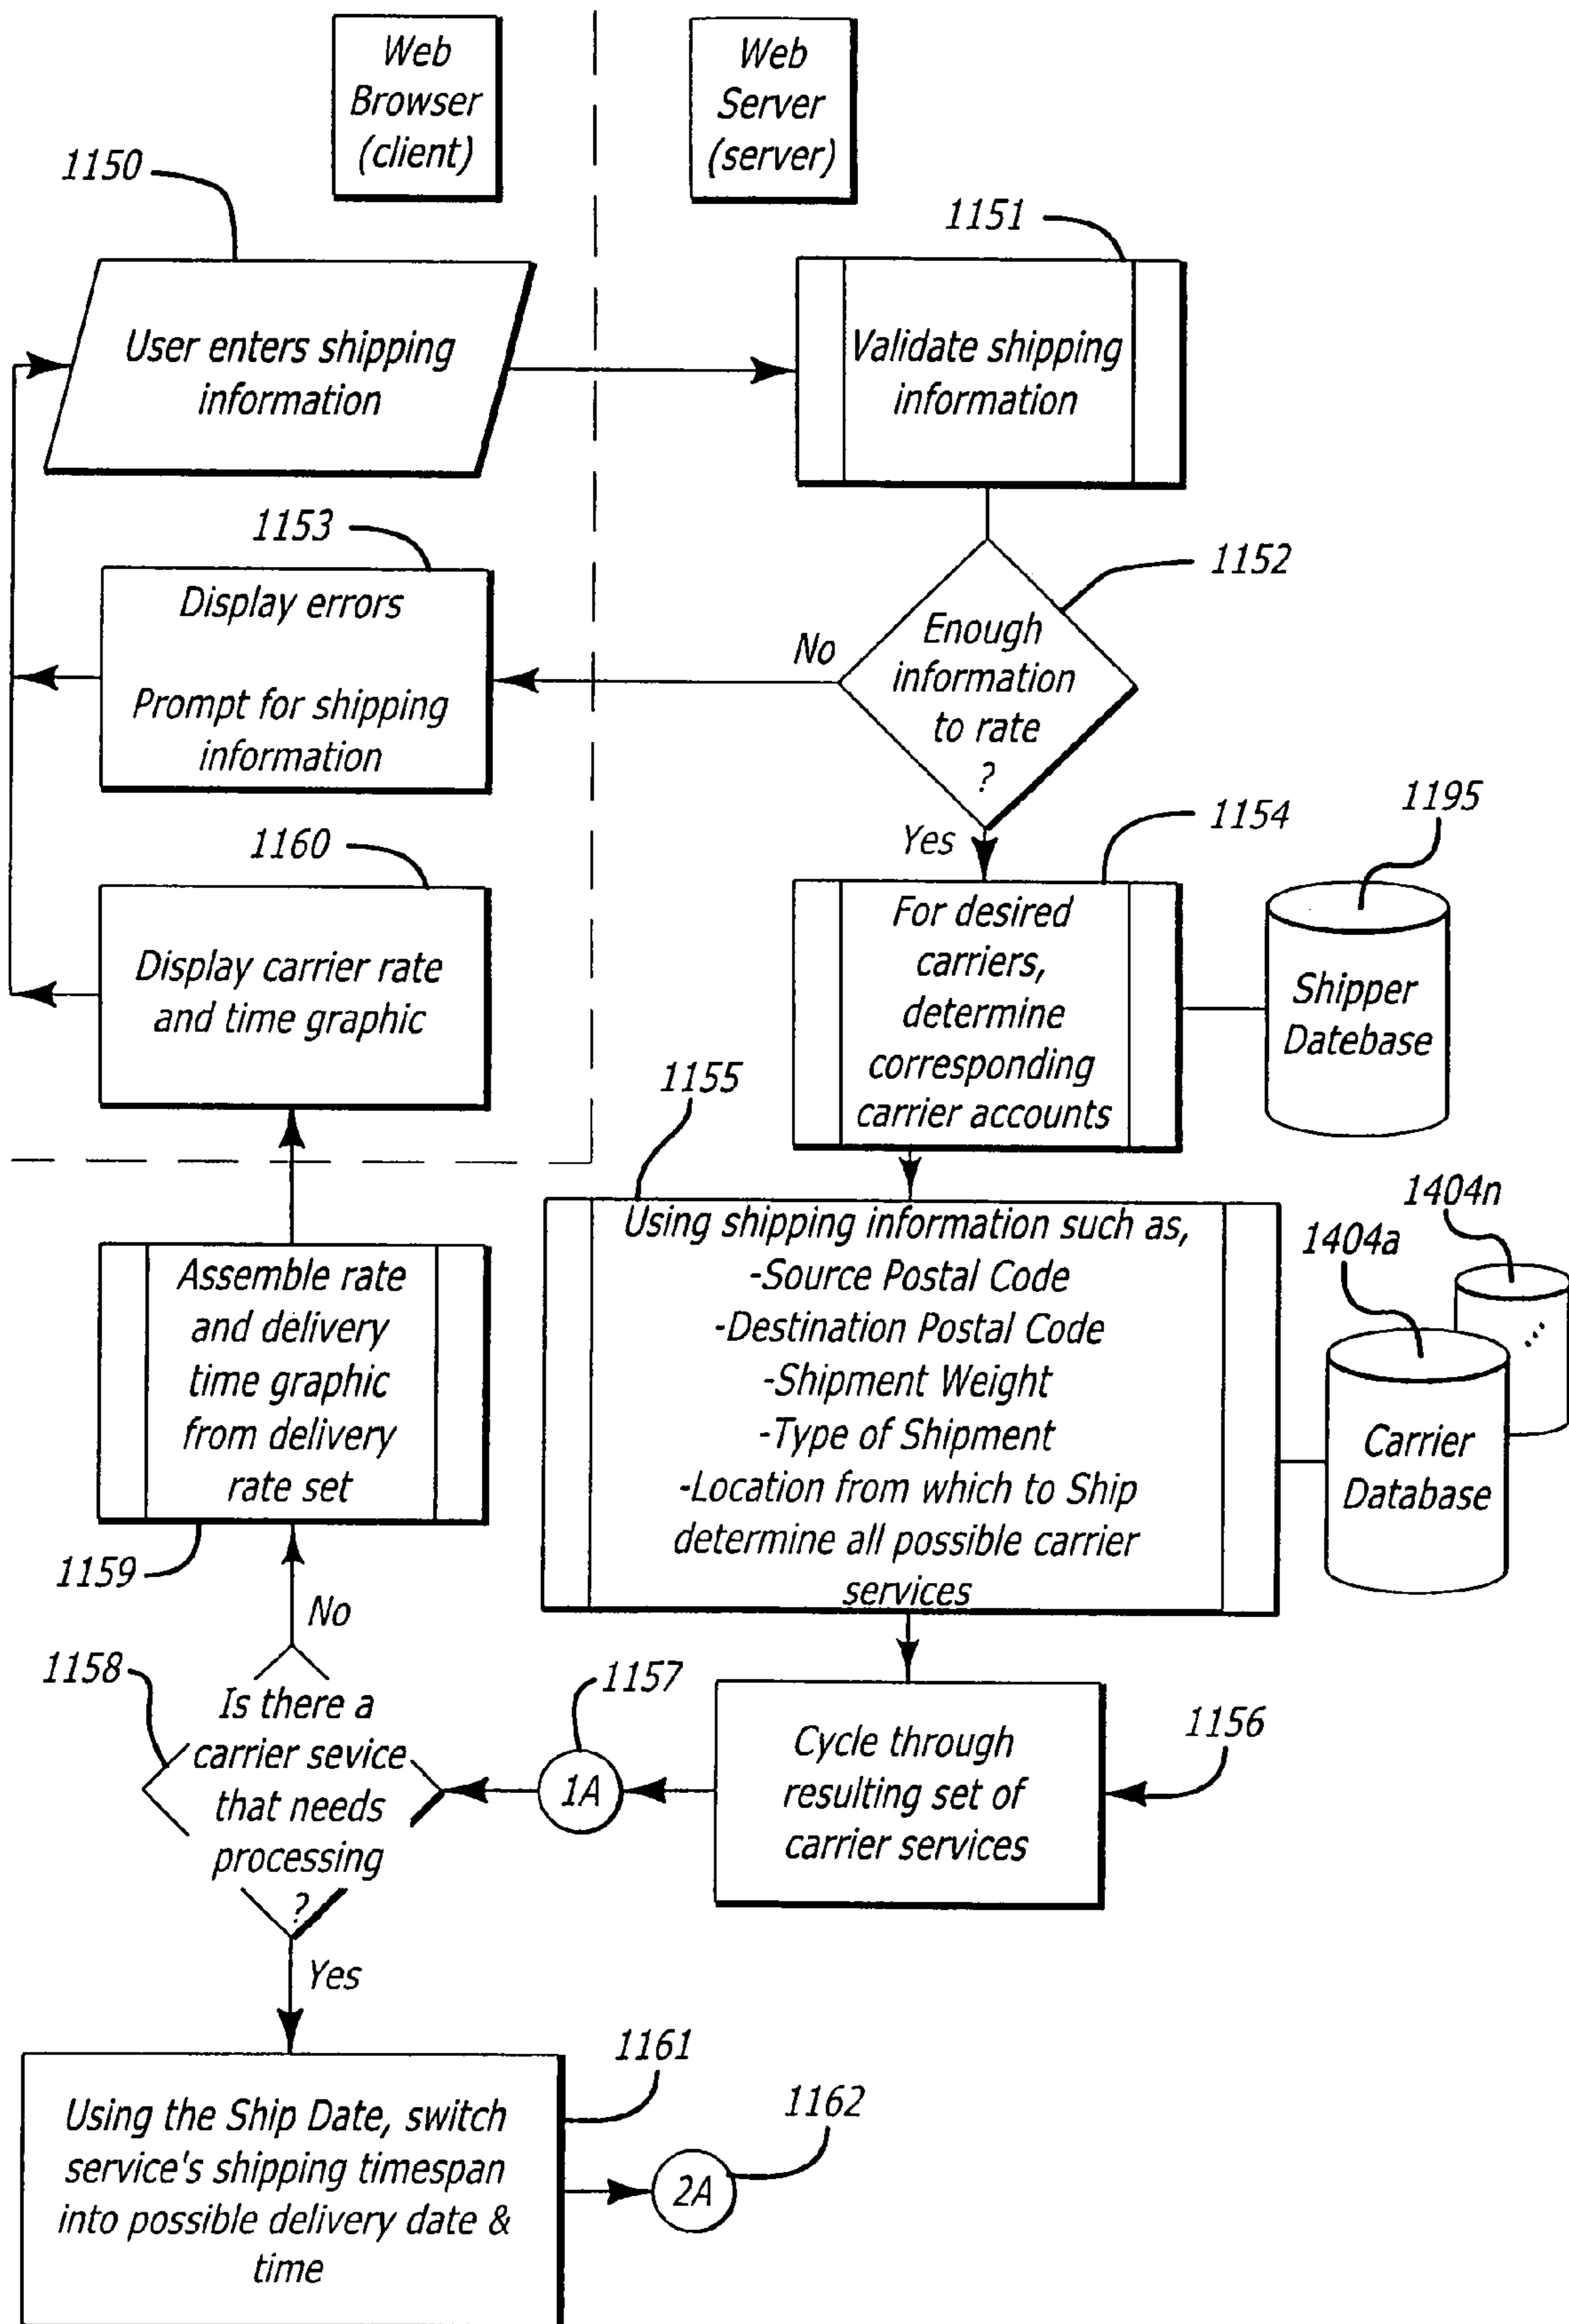 Web
Browser
(client)
Web
Server
(server)
1150
1151
User enters shipping
information
Validate shipping
information
1153
1152
Display errors
Prompt for shipping
information
No
Enough
information
to rate
?
Yes
1160
1154
1195
Display carrier rate
and time graphic
For desired
carriers,
determine
corresponding
carrier accounts
Shipper
Datebase
1155
1404n
1404a
Assemble rate
and delivery
time graphic
from delivery
rate set
Using shipping information such as,
-Source Postal Code
-Destination Postal Code
-Shipment Weight
-Type of Shipment
-Location from which to Ship
determine all possible carrier
services
Carrier
Database
1159
No
1158
Is there a
carrier sevice
that needs
processing
?
1157
1A
Cycle through
resulting set of
carrier services
1156
Yes
1161
Using the Ship Date, switch
service's shipping timespan
into possible delivery date &
time
1162
2A